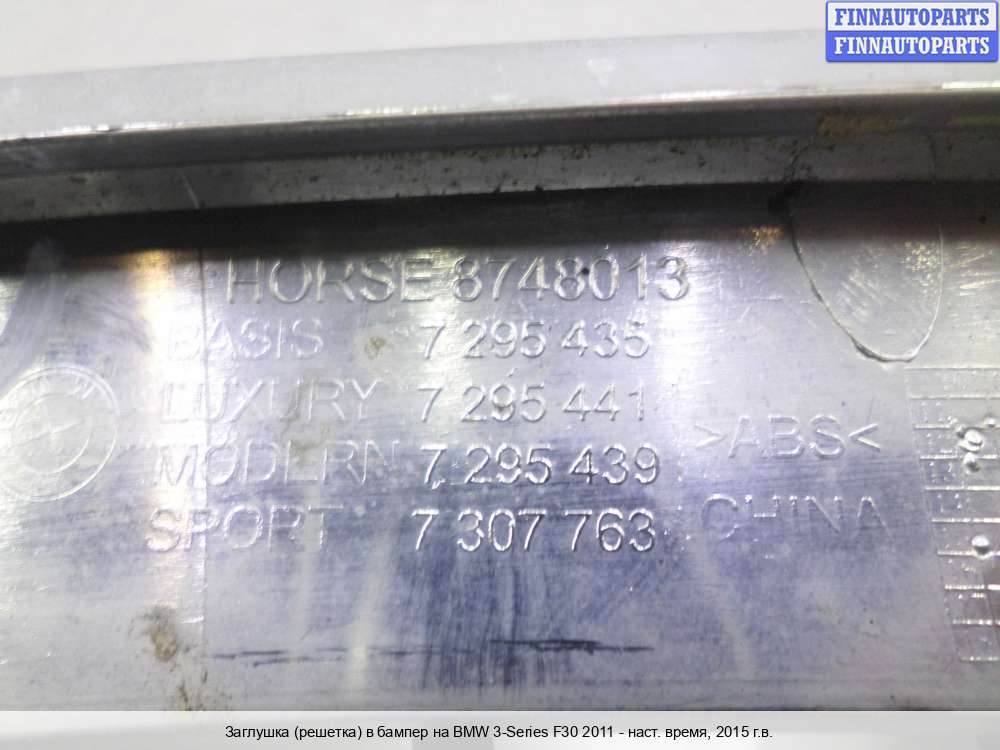 FINNAUTOPARTS
FINNAUTOPARTS
HORSE 8748013
BASIS 7 295 435
LUXURY 7 295 441
MODERN 7 295 439
SPORT 7 307 763
>ABS<
CHINA
Заглушка (решетка) в бампер на BMW 3-Series F30 2011 - наст. время, 2015 г.в.